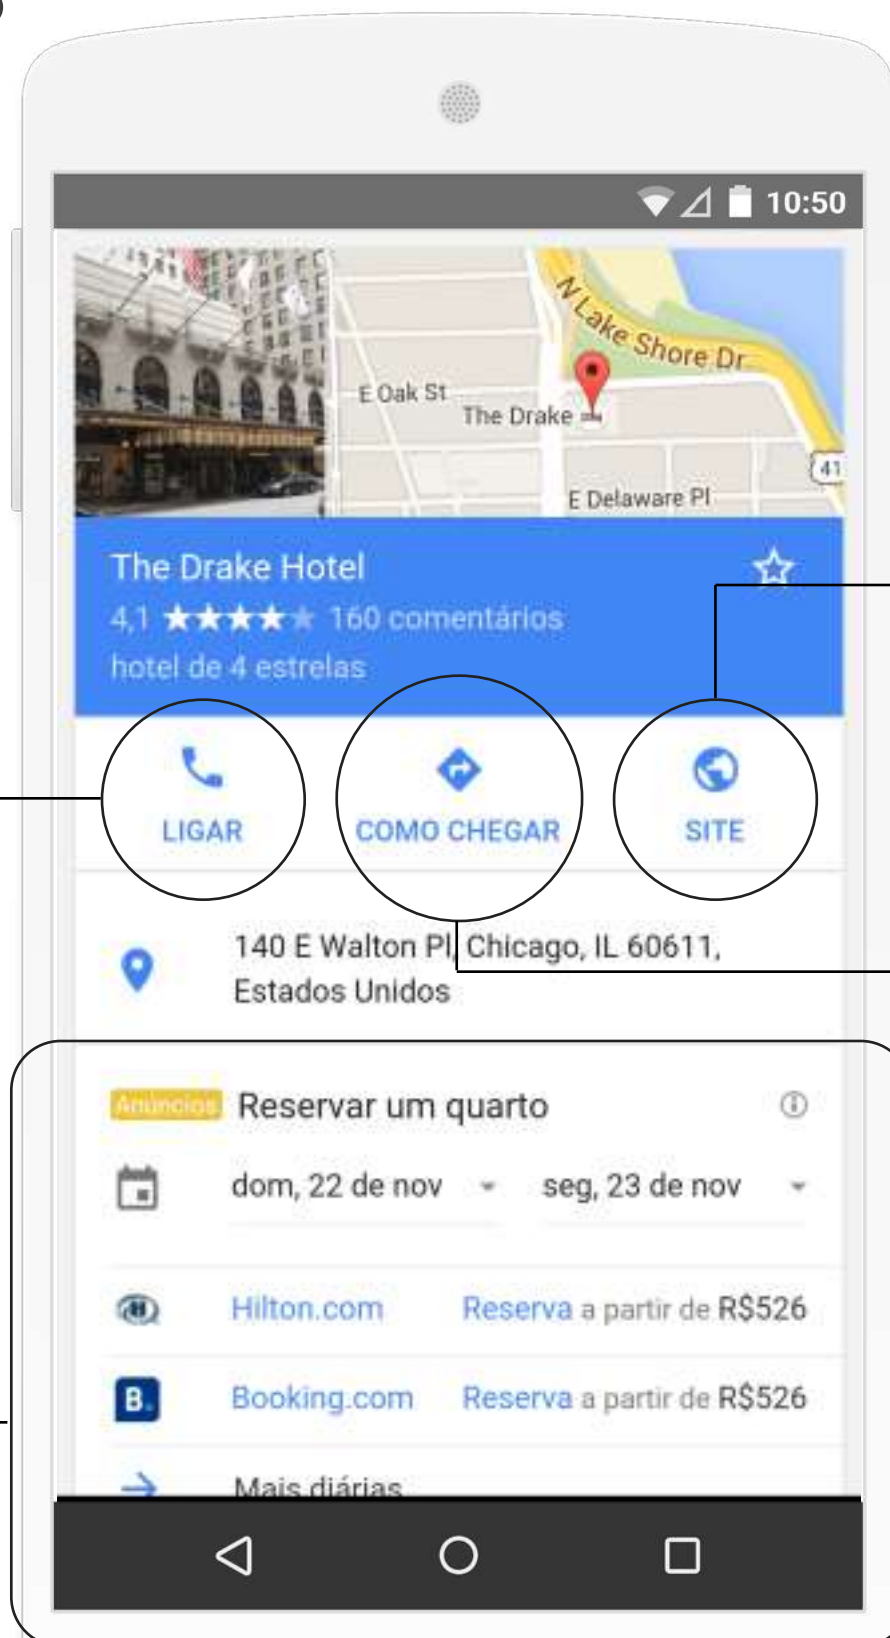 10:50
N Lake Shore Dr
E Oak St
The Drake
41
E Delaware Pl
The Drake Hotel
4,1 160 comentários
hotel de 4 estrelas
LIGAR COMO CHEGAR SITE
140 E Walton Pl, Chicago, IL 60611,
Estados Unidos
Anúncios Reservar um quarto
dom, 22 de nov seg, 23 de nov
Hilton.com Reserva a partir de R$526
B. Booking.com Reserva a partir de R$526
Mais diárias